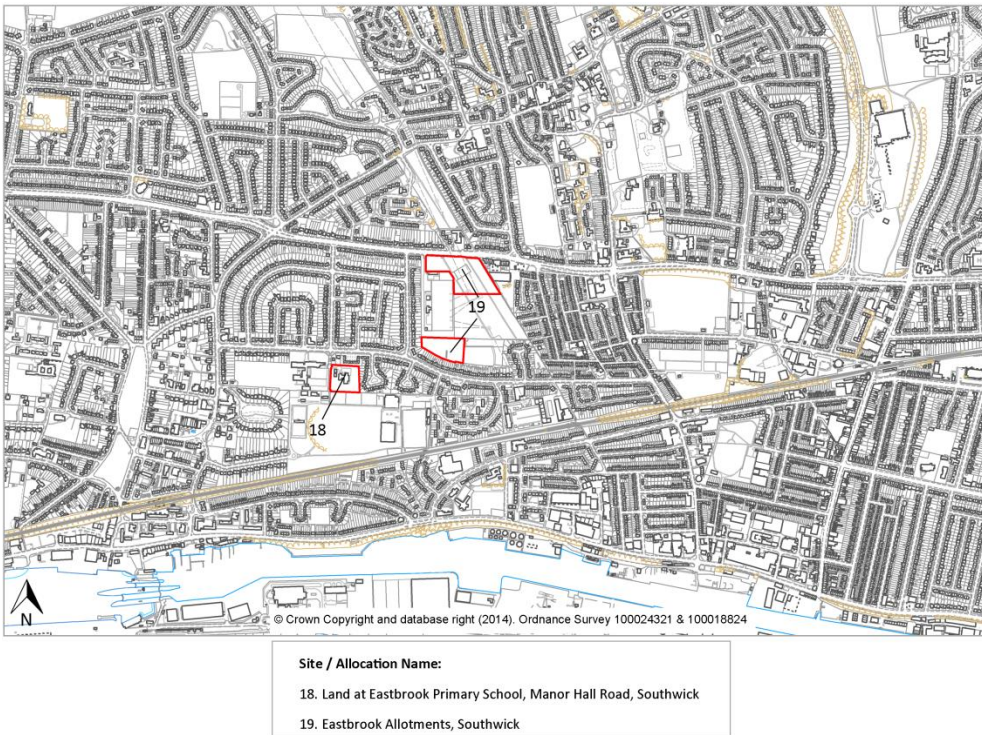 19
18
N
© Crown Copyright and database right (2014). Ordnance Survey 100024321 & 100018824
Site / Allocation Name:
18. Land at Eastbrook Primary School, Manor Hall Road, Southwick
19. Eastbrook Allotments, Southwick